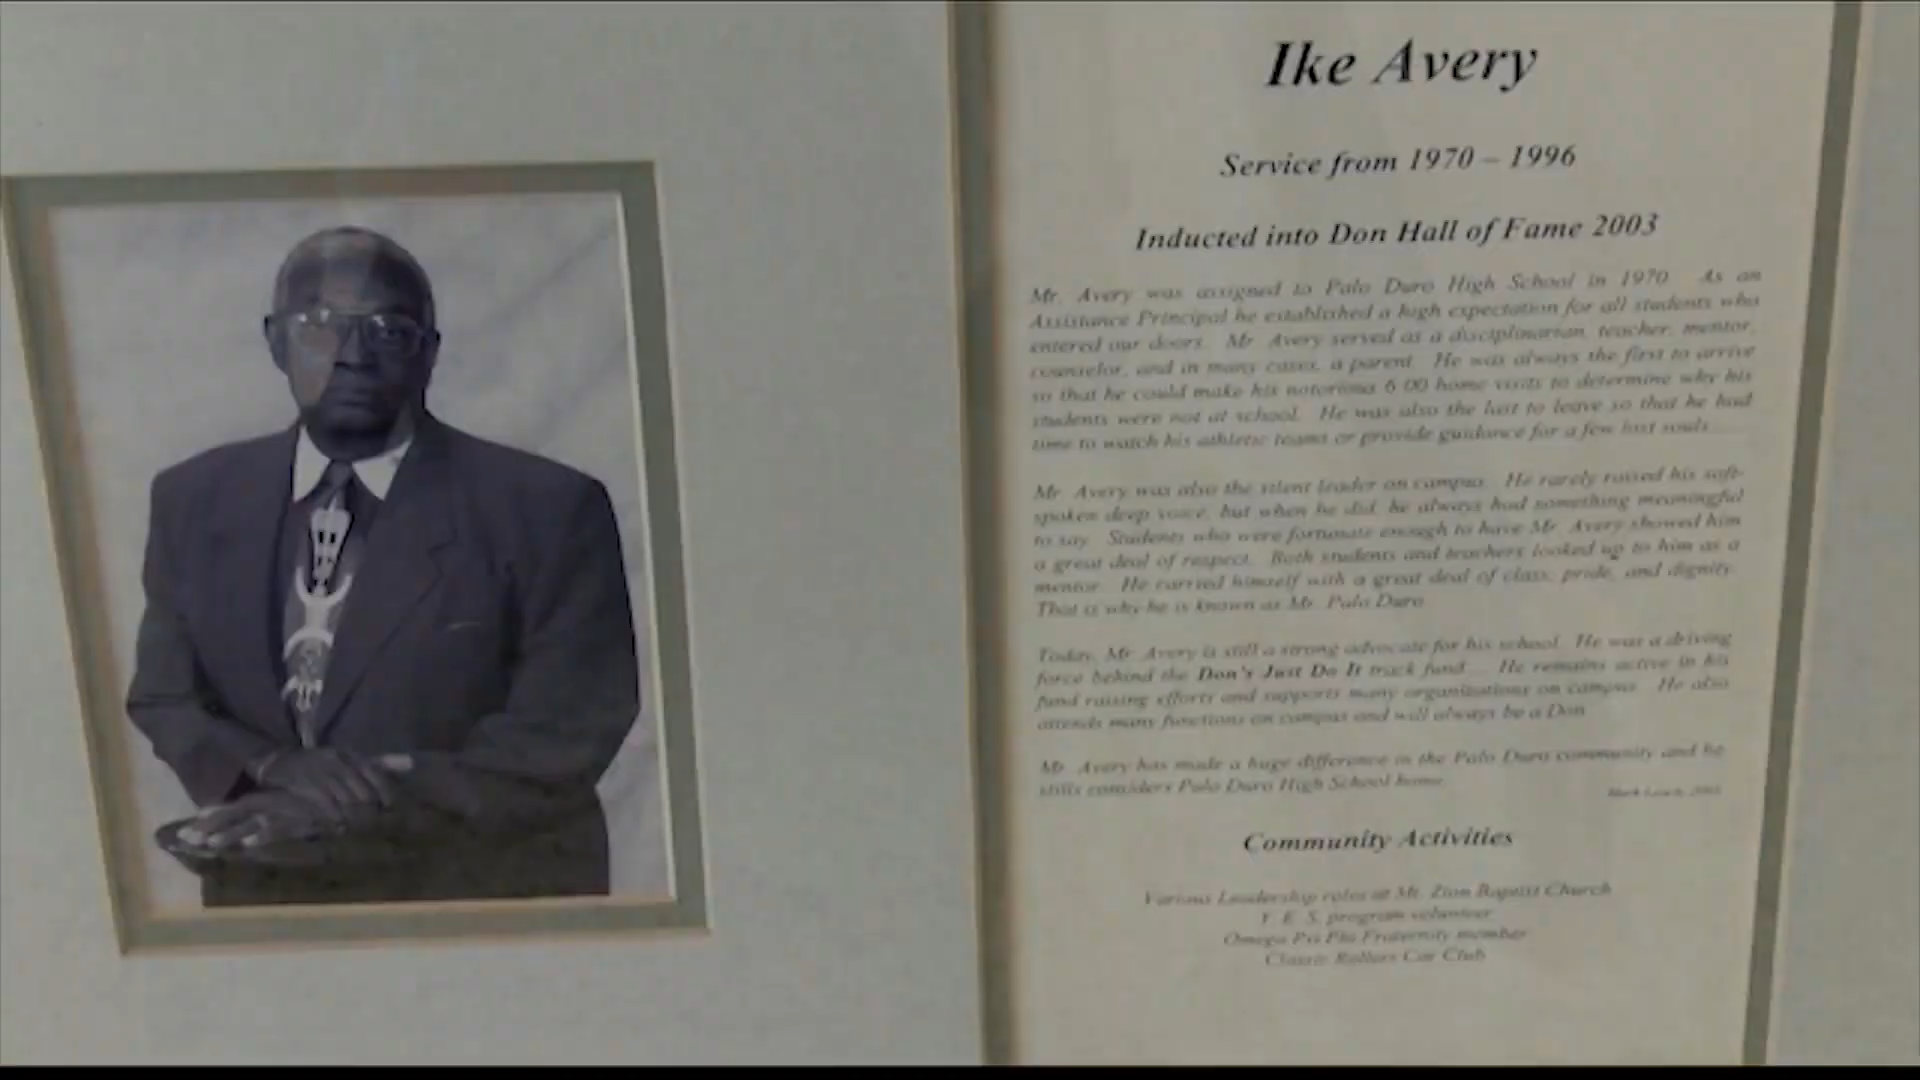 Ike Avery
Service from 1970 – 1996
Inducted into Don Hall of Fame 2003
Mr. Avery was assigned to Palo Duro High School in 1970. As an
Assistance Principal he established a high expectation for all students who
entered our doors. Mr. Avery served as a disciplinarian, teacher, mentor,
counselor, and in many cases, a parent. He was always the first to arrive
so that he could make his notorious 6:00 home visits to determine why his
students were not at school. He was also the last to leave so that he had
time to watch his athletic teams or provide guidance for a few lost souls....
Mr. Avery was also the silent leader on campus. He rarely raised his soft-
spoken deep voice, but when he did, he always had something meaningful
to say. Students who were fortunate enough to have Mr. Avery showed him
a great deal of respect. Both students and teachers looked up to him as a
mentor. He carried himself with a great deal of class, pride, and dignity.
That is why he is known as Mr. Palo Duro.
Today, Mr. Avery is still a strong advocate for his school. He was a driving
force behind the Don's Just Do It track fund.... He remains active in his
fund raising efforts and supports many organizations on campus. He also
attends many functions on campus and will always be a Don.
Mr. Avery has made a huge difference in the Palo Duro community and he
stills considers Palo Duro High School home.
Community Activities
Various Leadership roles at Mt. Zion Baptist Church
Y. E. S. program volunteer
Omega Psi Phi Fraternity member
Classic Rollers Car Club